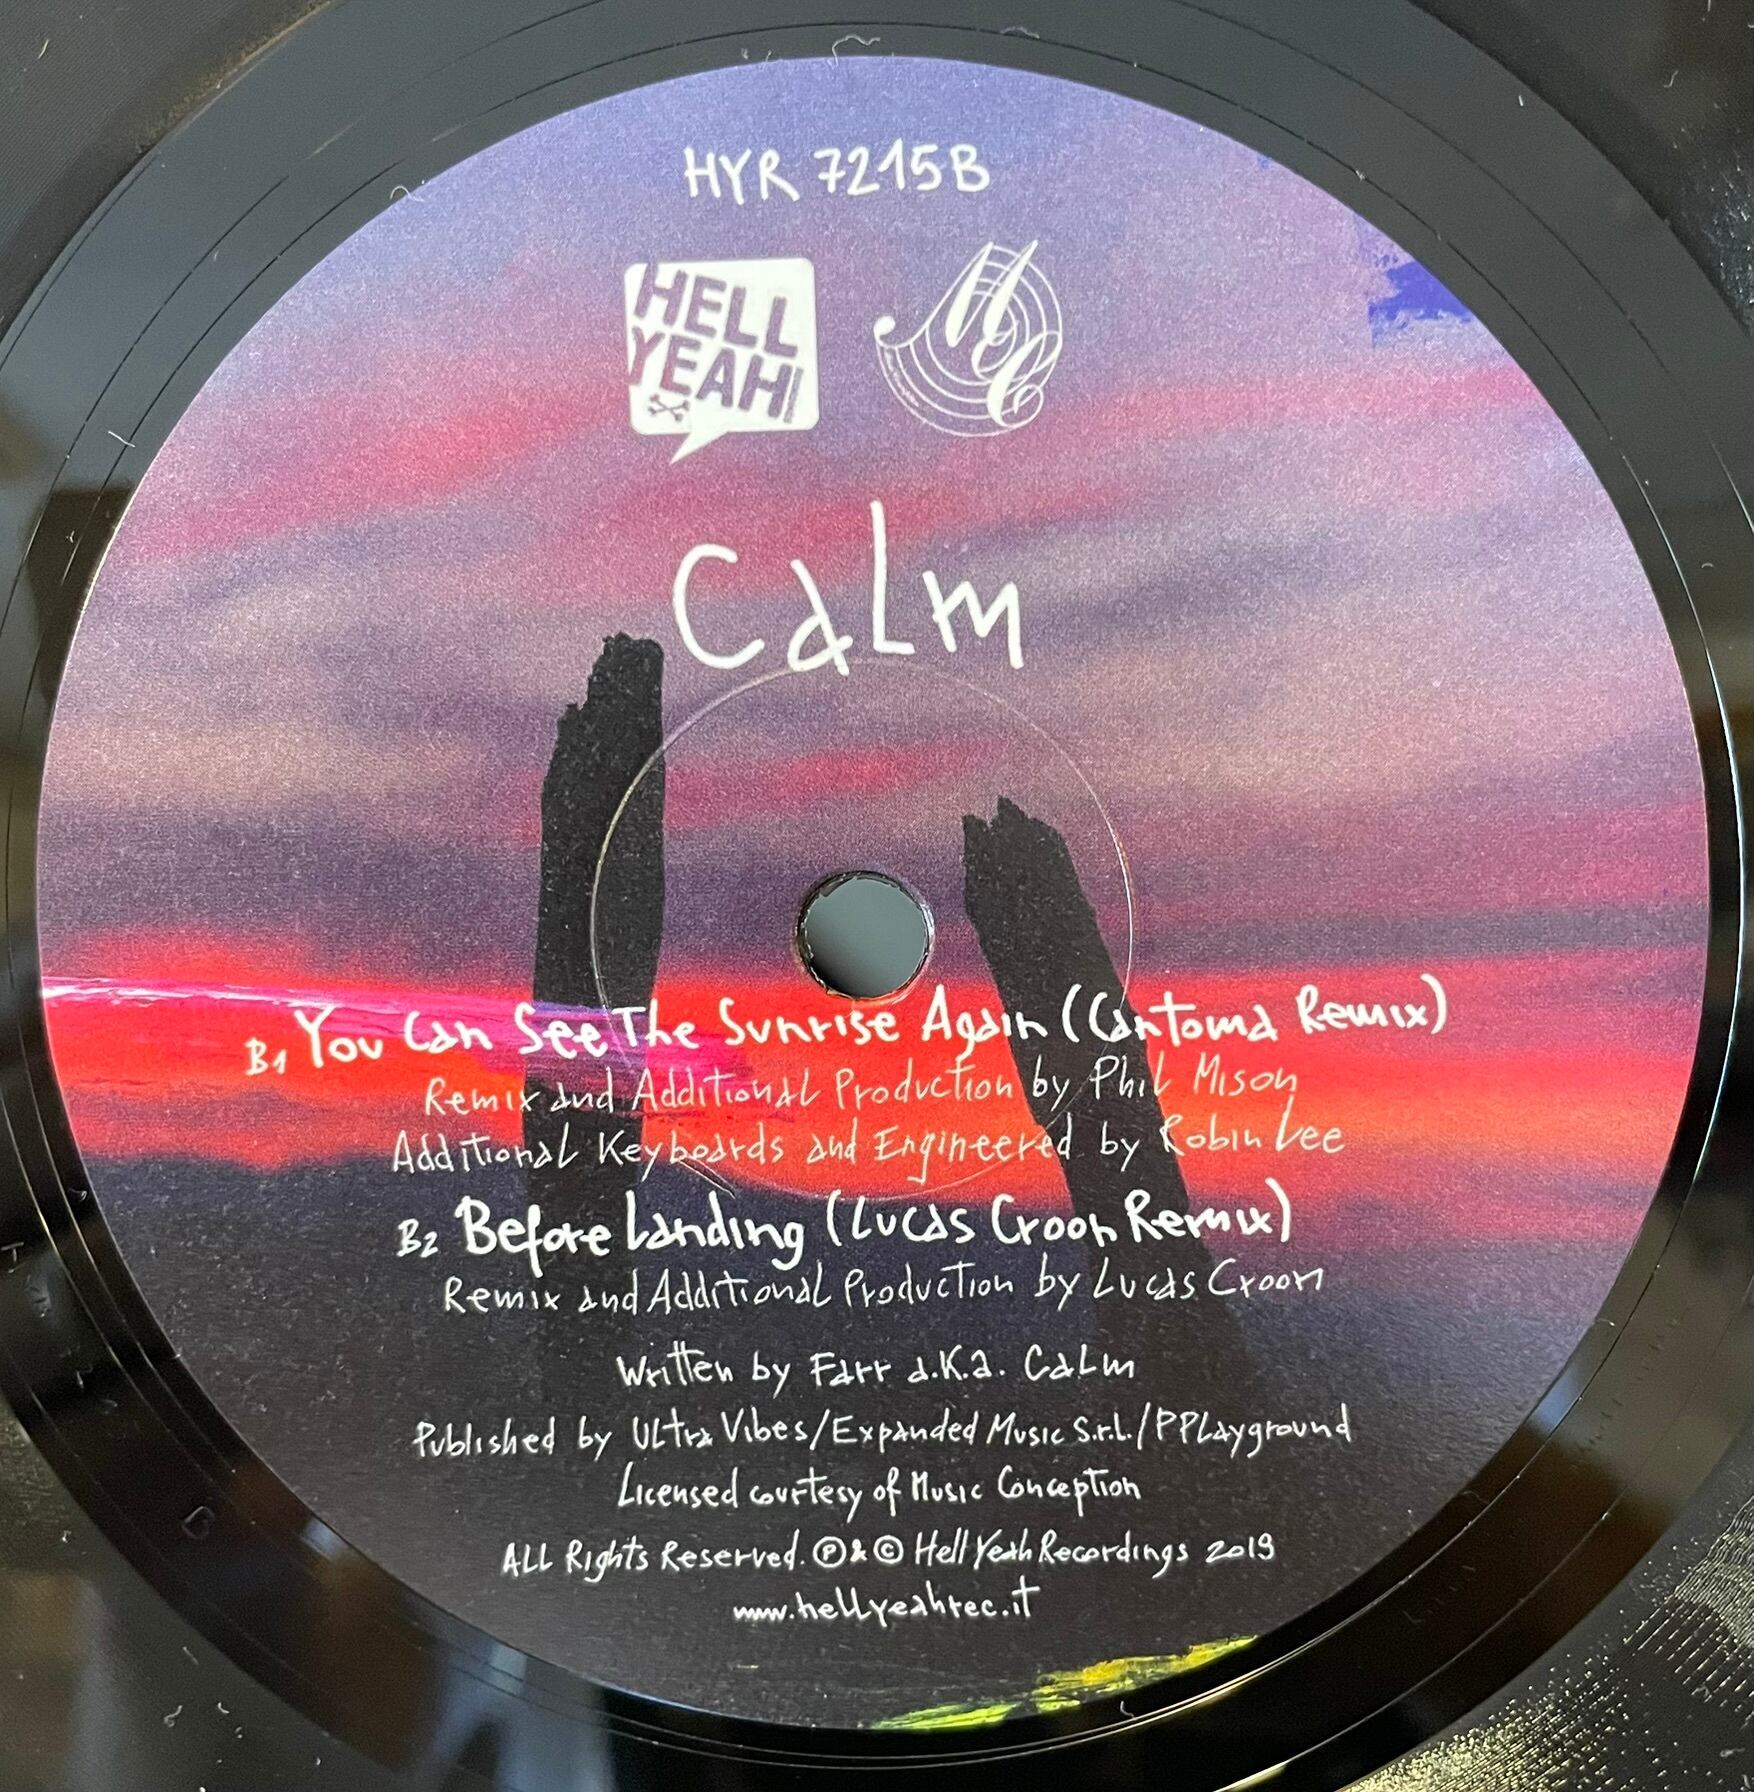 HYR 7215B
HELL
YEAH!
MC
Calm
B1 You Can See The Sunrise Again (Cantoma Remix)
Remix and Additional Production by Phil Mison
Additional Keyboards and Engineered by Robin Lee
B2 Before Landing (Lucas Croon Remix)
Remix and Additional Production by Lucas Croon
Written by Farr a.k.a. Calm
Published by Ultra Vibes/Expanded Music S.r.l./PPLayground
Licensed courtesy of Music Conception
ALL Rights Reserved. ℗ & © Hell Yeah Recordings 2019
www.hellyeahrec.it